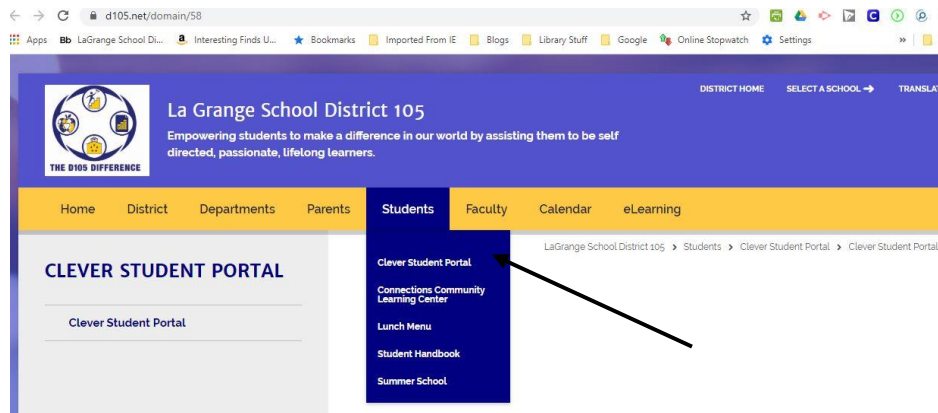 d105.net/domain/58
Apps Bb LaGrange School Di... a Interesting Finds U... Bookmarks Imported From IE Blogs Library Stuff Google Online Stopwatch Settings »
DISTRICT HOME SELECT A SCHOOL TRANSLAT
La Grange School District 105
Empowering students to make a difference in our world by assisting them to be self
directed, passionate, lifelong learners.
THE D105 DIFFERENCE
Home District Departments Parents Students Faculty Calendar eLearning
LaGrange School District 105 > Students > Clever Student Portal > Clever Student Portal
CLEVER STUDENT PORTAL
Clever Student Portal
Clever Student Portal
Connections Community
Learning Center
Lunch Menu
Student Handbook
Summer School